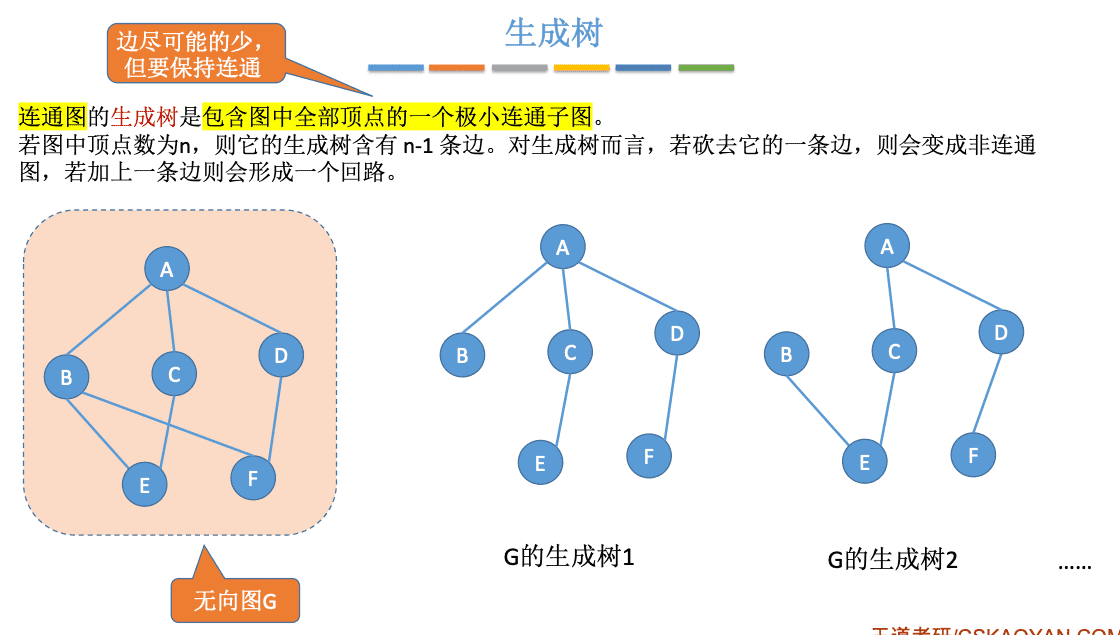 生成树
边尽可能的少，
但要保持连通
连通图的生成树是包含图中全部顶点的一个极小连通子图。
若图中顶点数为n，则它的生成树含有 n-1 条边。对生成树而言，若砍去它的一条边，则会变成非连通
图，若加上一条边则会形成一个回路。
A
B
C
D
E
F
A
B
C
D
E
F
A
B
C
D
E
F
G的生成树1
G的生成树2
......
无向图G
王道考研/CSKAOYAN.COM